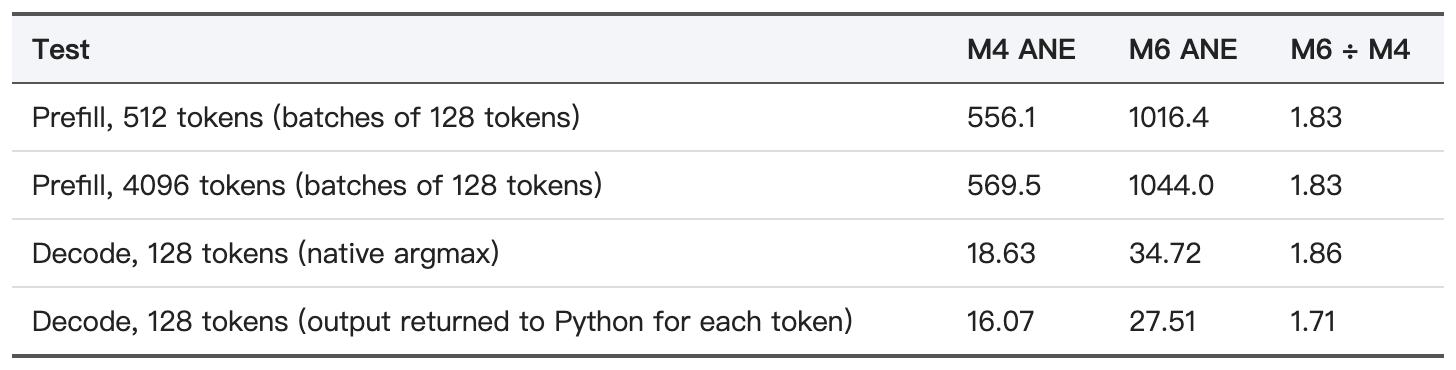 Test M4 ANE M6 ANE M6 ÷ M4
Prefill, 512 tokens (batches of 128 tokens) 556.1 1016.4 1.83
Prefill, 4096 tokens (batches of 128 tokens) 569.5 1044.0 1.83
Decode, 128 tokens (native argmax) 18.63 34.72 1.86
Decode, 128 tokens (output returned to Python for each token) 16.07 27.51 1.71